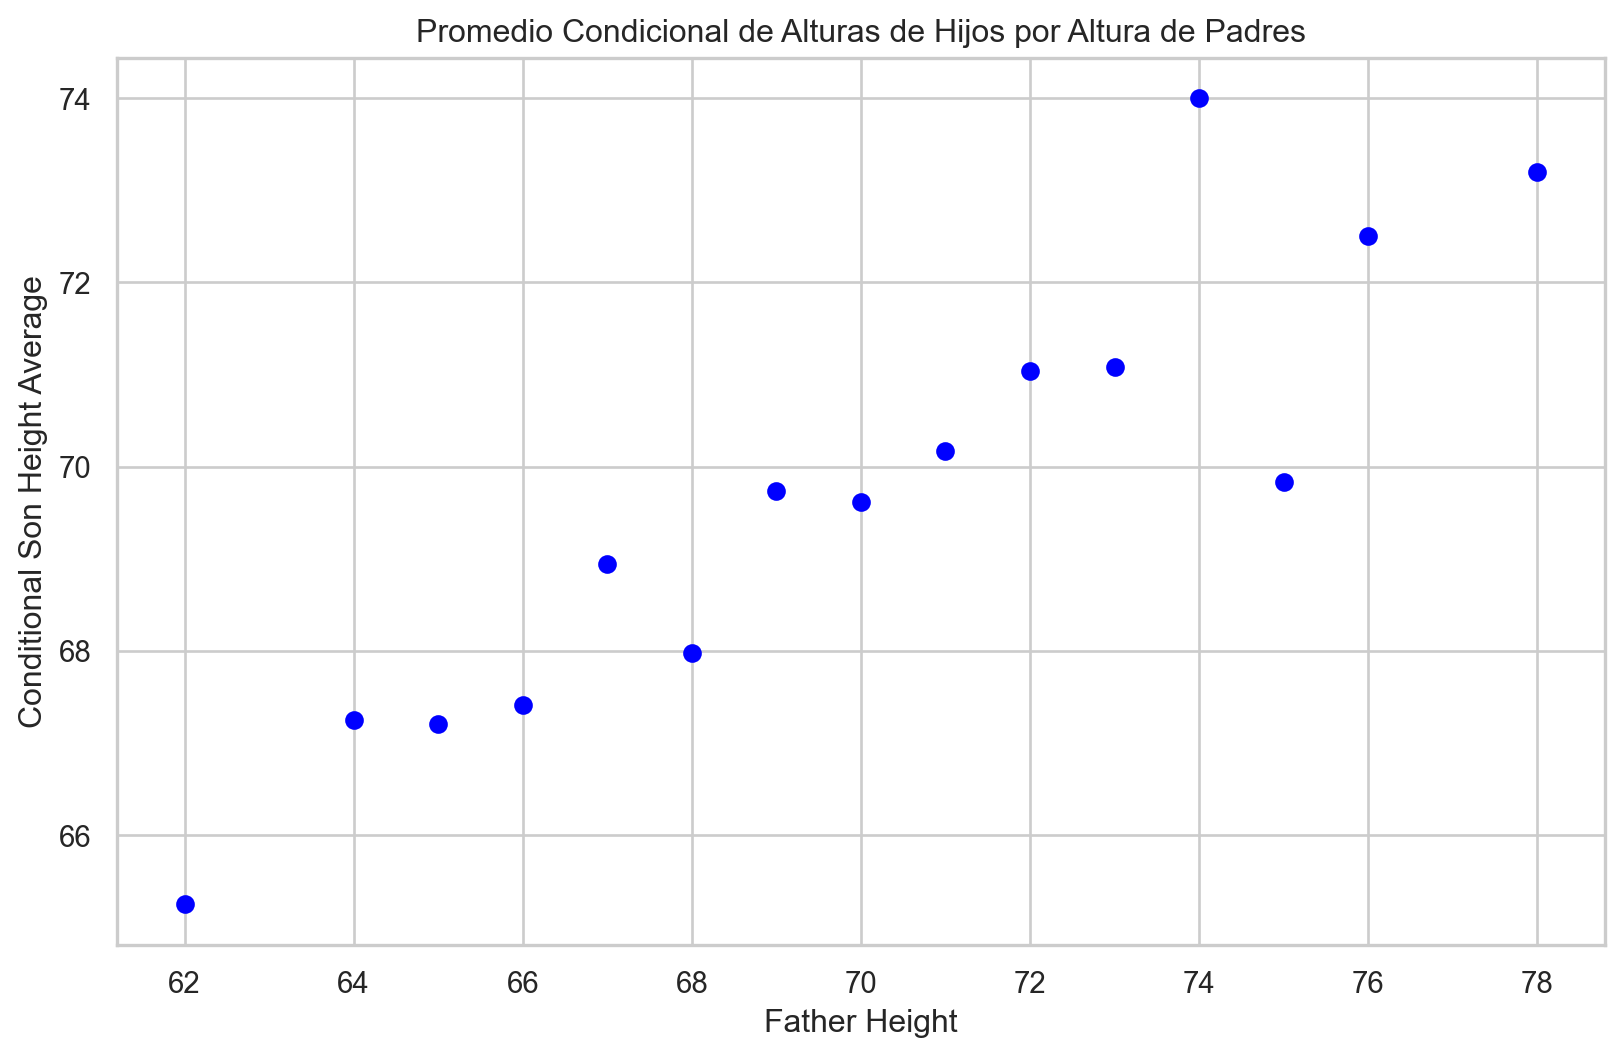 Promedio Condicional de Alturas de Hijos por Altura de Padres
74
72
70
68
66
Conditional Son Height Average
62 64 66 68 70 72 74 76 78
Father Height